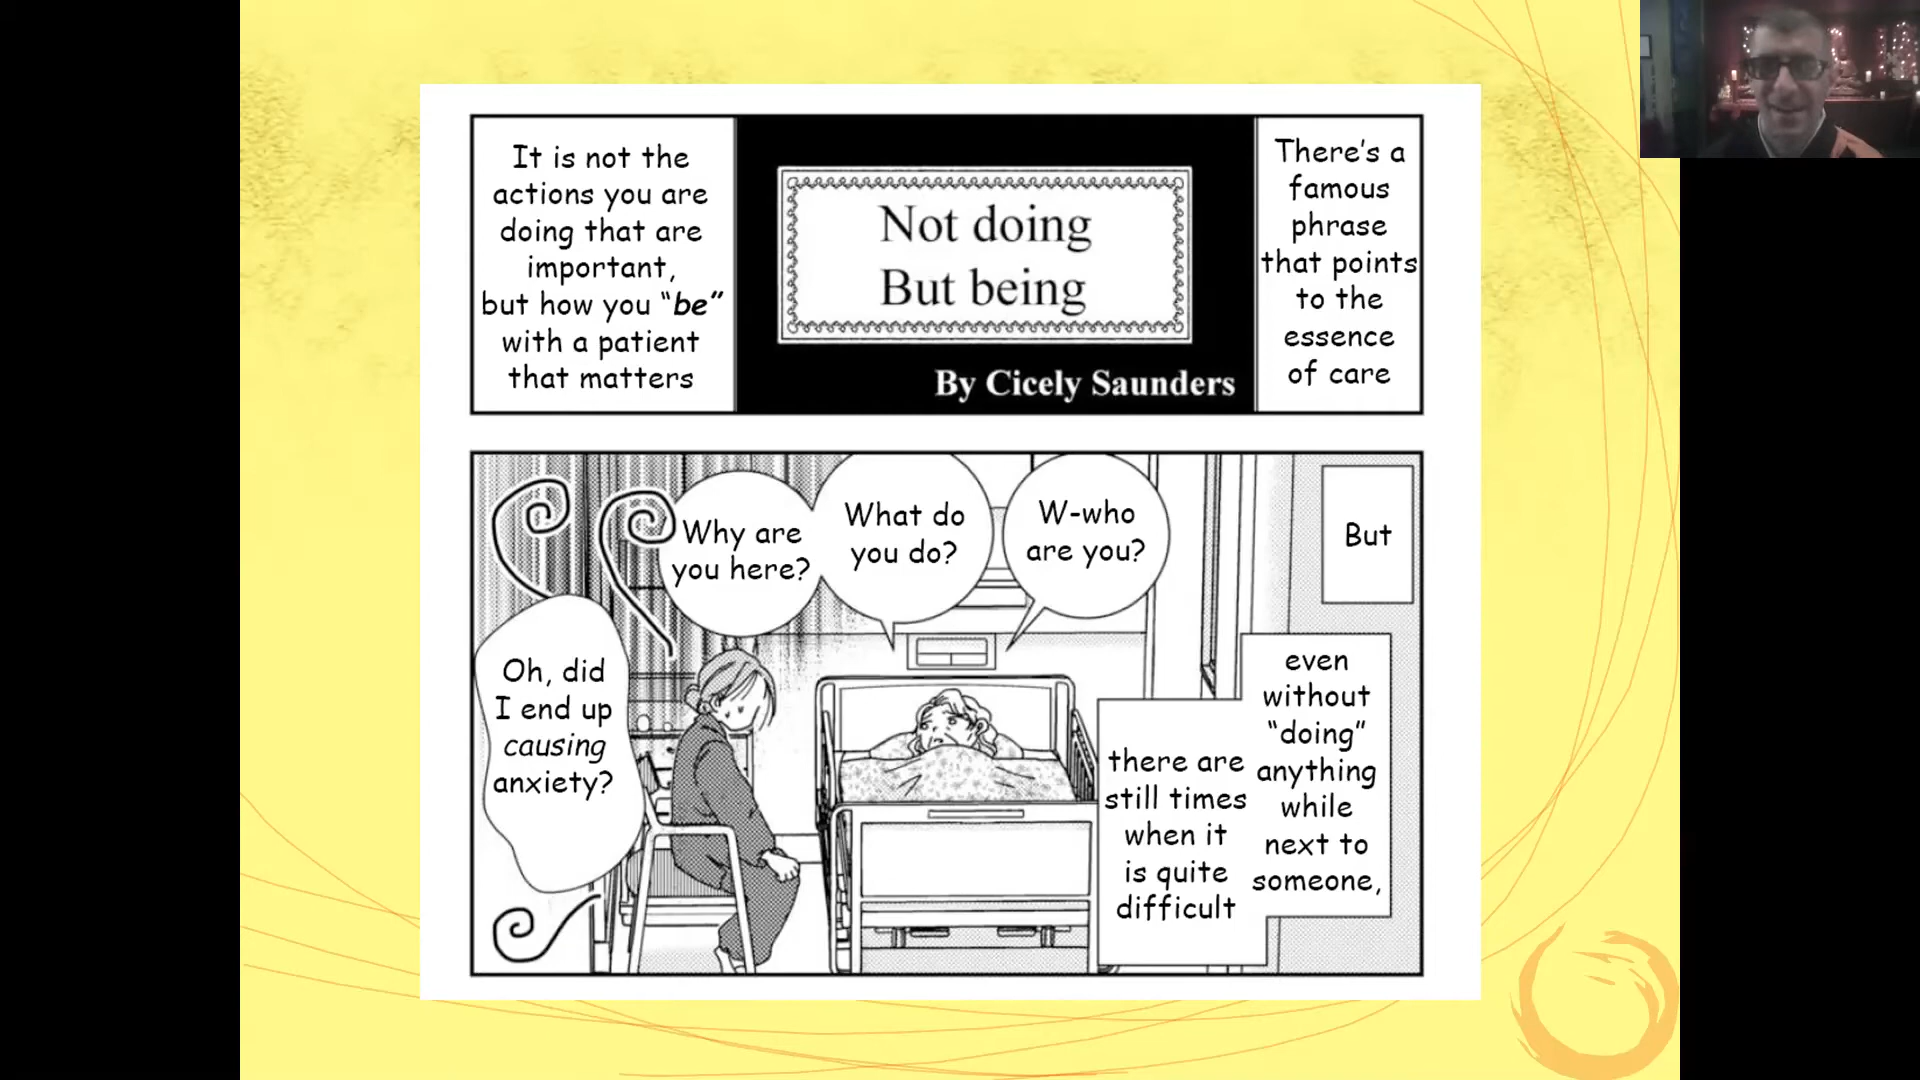 There's a
famous
phrase
that points
to the
essence
of care
Not doing
But being
By Cicely Saunders
It is not the
actions you are
doing that are
important,
but how you "be"
with a patient
that matters
But
even
without
"doing"
anything
while
next to
someone,
there are
still times
when it
is quite
difficult
W-who
are you?
What do
you do?
Why are
you here?
Oh, did
I end up
causing
anxiety?